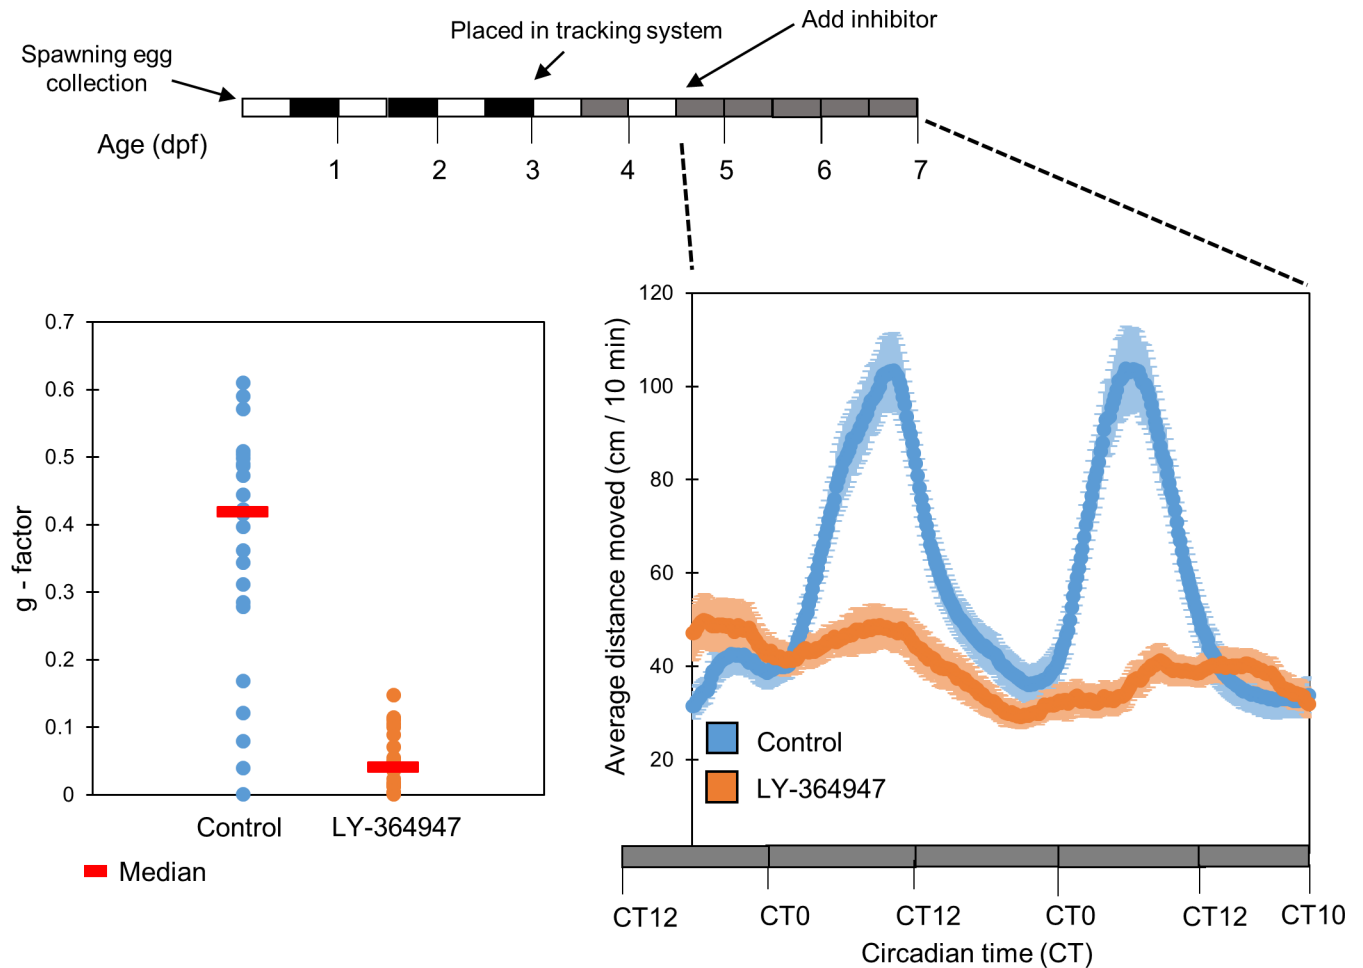 Spawning egg
collection
Placed in tracking system
Add inhibitor
Age (dpf)
1
2
3
4
5
6
7
g - factor
0.7
0.6
0.5
0.4
0.3
0.2
0.1
0
Control
LY-364947
Median
Average distance moved (cm / 10 min)
120
100
80
60
40
20
Control
LY-364947
CT12
CT0
CT12
CT0
CT12
CT10
Circadian time (CT)